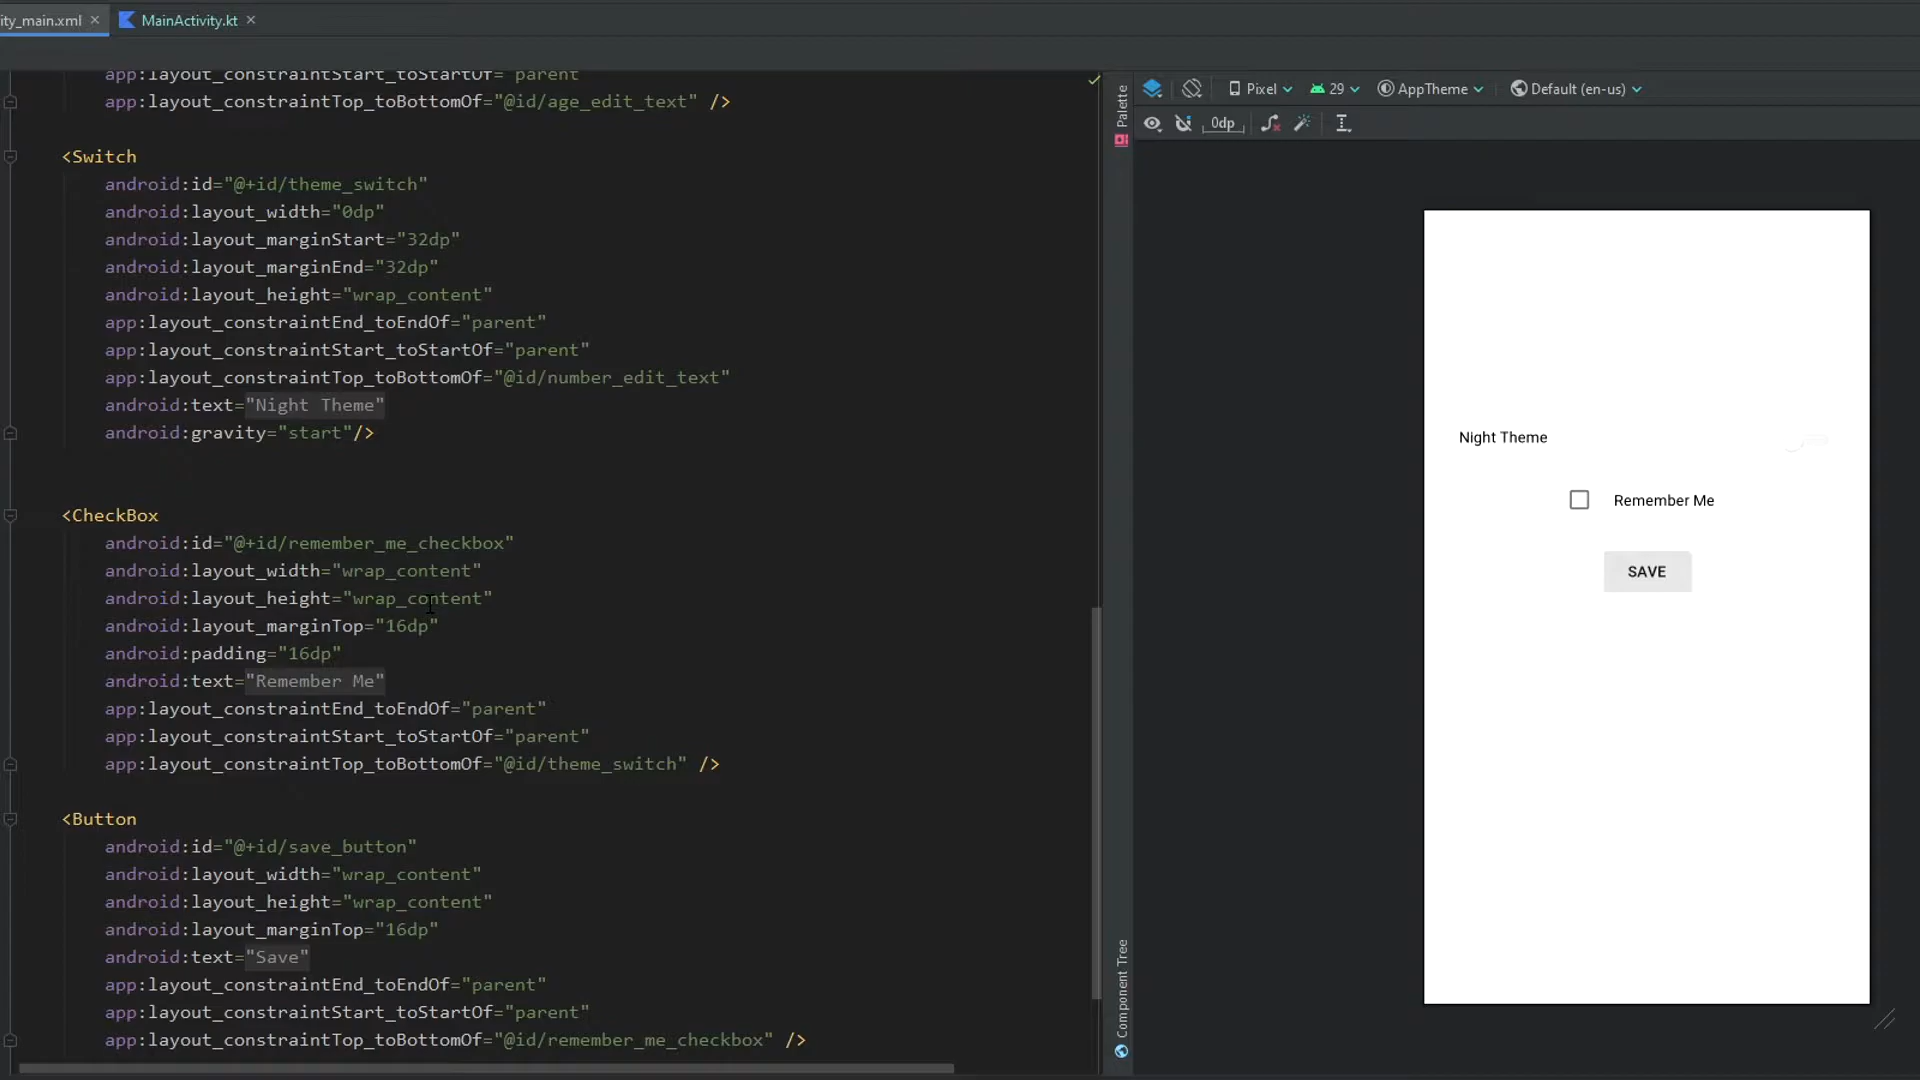 ity_main.xml
MainActivity.kt
app:layout_constraintStart_toStartOf="parent
app:layout_constraintTop_toBottomOf="@id/age_edit_text" />
<Switch
android:id="@+id/theme_switch"
android:layout_width="0dp"
android:layout_marginStart="32dp"
android:layout_marginEnd="32dp"
android:layout_height="wrap_content"
app:layout_constraintEnd_toEndOf="parent"
app:layout_constraintStart_toStartOf="parent"
app:layout_constraintTop_toBottomOf="@id/number_edit_text"
android:text="Night Theme"
android:gravity="start"/>
<CheckBox
android:id="@+id/remember_me_checkbox"
android:layout_width="wrap_content"
android:layout_height="wrap_content"
android:layout_marginTop="16dp"
android:padding="16dp"
android:text="Remember Me"
app:layout_constraintEnd_toEndOf="parent"
app:layout_constraintStart_toStartOf="parent"
app:layout_constraintTop_toBottomOf="@id/theme_switch" />
<Button
android:id="@+id/save_button"
android:layout_width="wrap_content"
android:layout_height="wrap_content"
android:layout_marginTop="16dp"
android:text="Save"
app:layout_constraintEnd_toEndOf="parent"
app:layout_constraintStart_toStartOf="parent"
app:layout_constraintTop_toBottomOf="@id/remember_me_checkbox" />
Palette
Component Tree
Pixel
29
AppTheme
Default (en-us)
0dp
Night Theme
Remember Me
SAVE